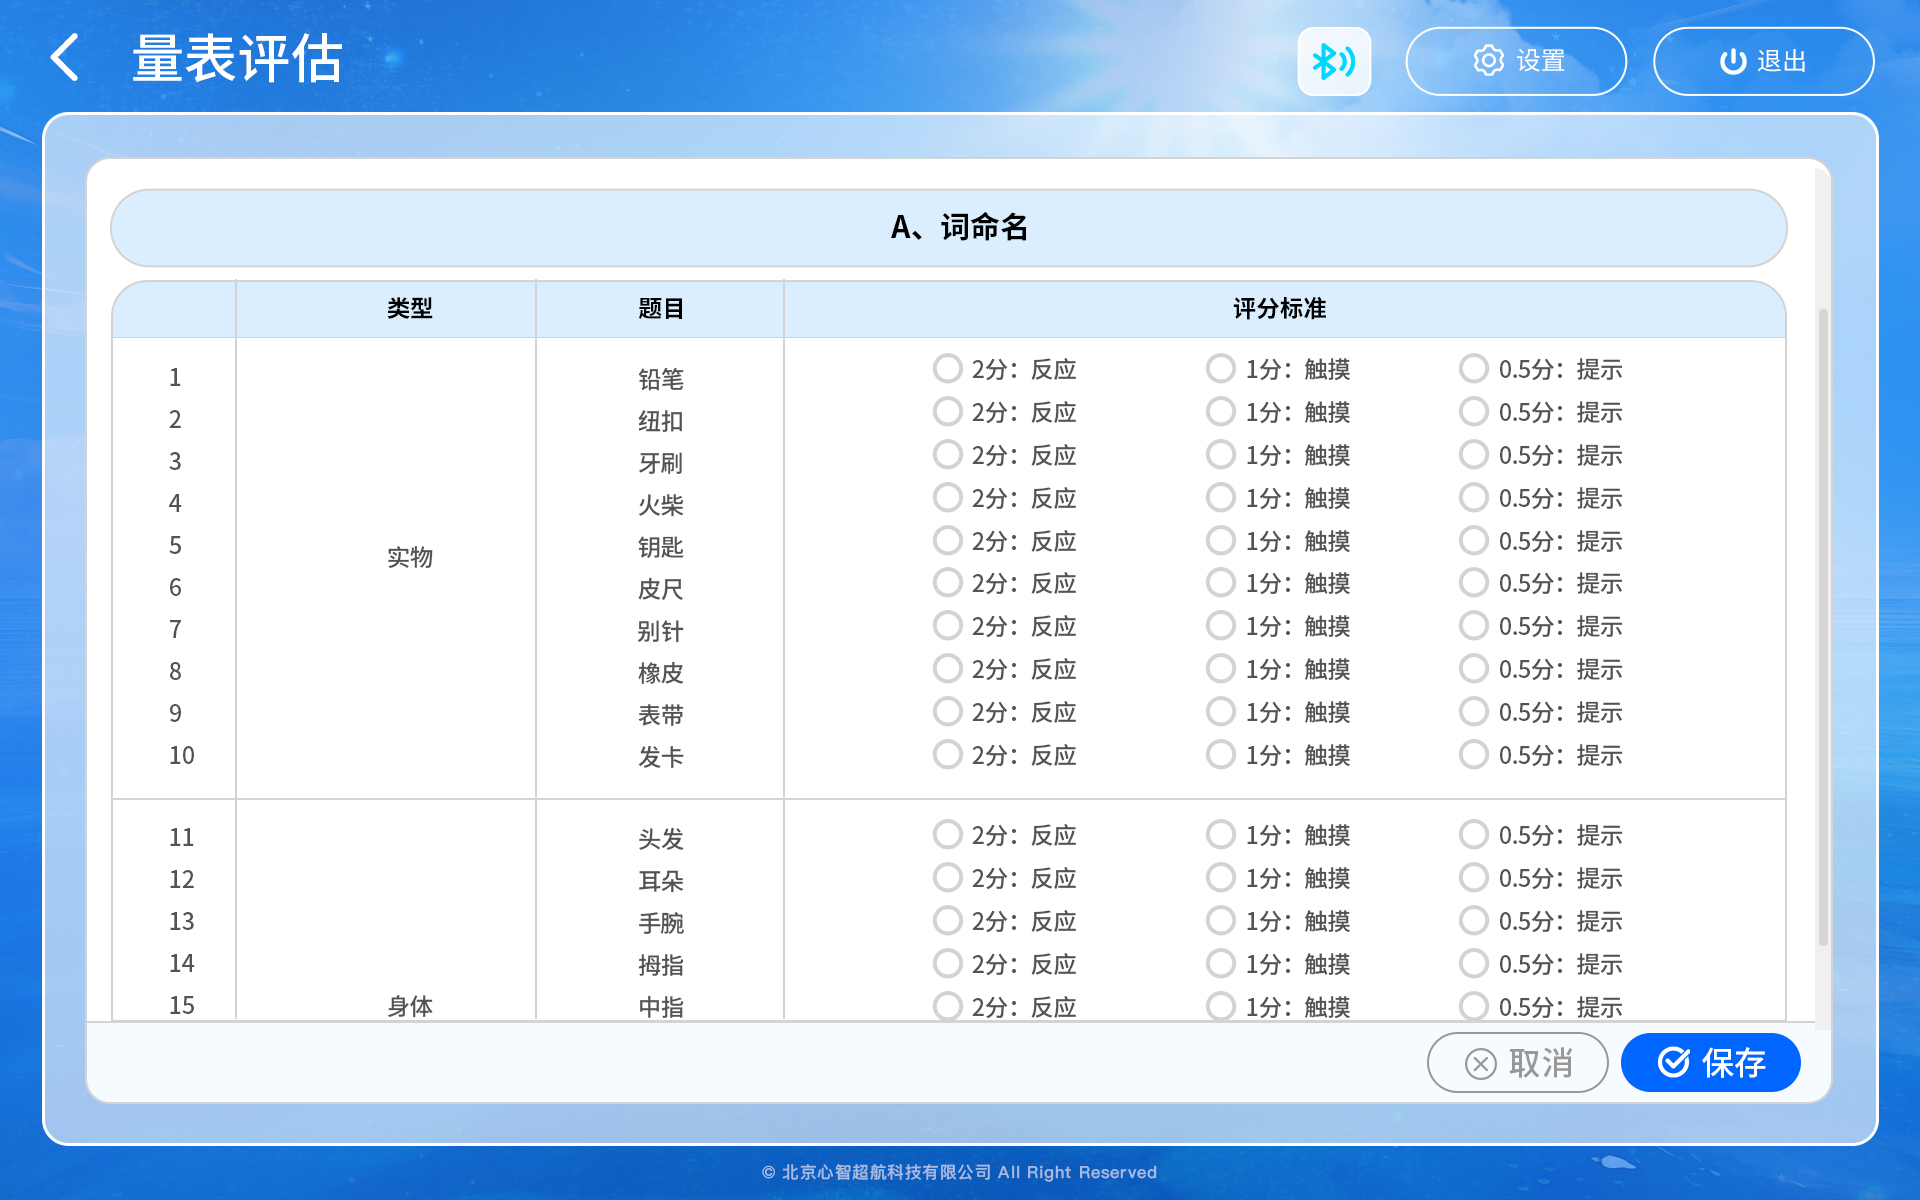 量表评估
设置
退出
A、词命名
类型 题目 评分标准
1 铅笔 2分：反应 1分：触摸 0.5分：提示
2 纽扣 2分：反应 1分：触摸 0.5分：提示
3 牙刷 2分：反应 1分：触摸 0.5分：提示
4 火柴 2分：反应 1分：触摸 0.5分：提示
5 实物 钥匙 2分：反应 1分：触摸 0.5分：提示
6 皮尺 2分：反应 1分：触摸 0.5分：提示
7 别针 2分：反应 1分：触摸 0.5分：提示
8 橡皮 2分：反应 1分：触摸 0.5分：提示
9 表带 2分：反应 1分：触摸 0.5分：提示
10 发卡 2分：反应 1分：触摸 0.5分：提示
11 头发 2分：反应 1分：触摸 0.5分：提示
12 耳朵 2分：反应 1分：触摸 0.5分：提示
13 手腕 2分：反应 1分：触摸 0.5分：提示
14 拇指 2分：反应 1分：触摸 0.5分：提示
15 身体 中指 2分：反应 1分：触摸 0.5分：提示
取消
保存
© 北京心智超航科技有限公司 All Right Reserved